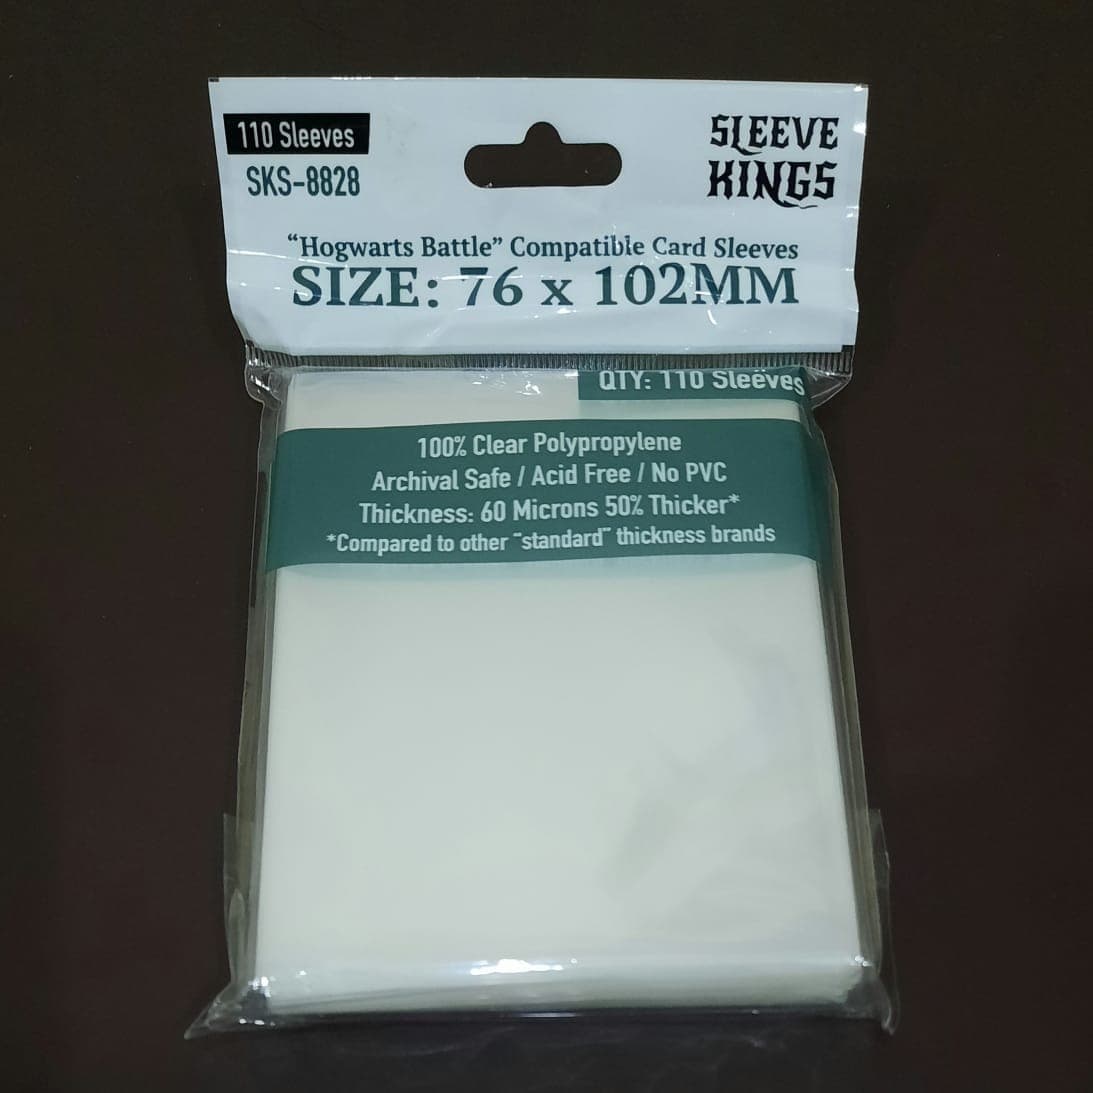 110 Sleeves
SKS-8828
SLEEVE
KINGS
“Hogwarts Battle” Compatible Card Sleeves
SIZE: 76 x 102MM
QTY: 110 Sleeves
100% Clear Polypropylene
Archival Safe / Acid Free / No PVC
Thickness: 60 Microns 50% Thicker*
*Compared to other "standard" thickness brands